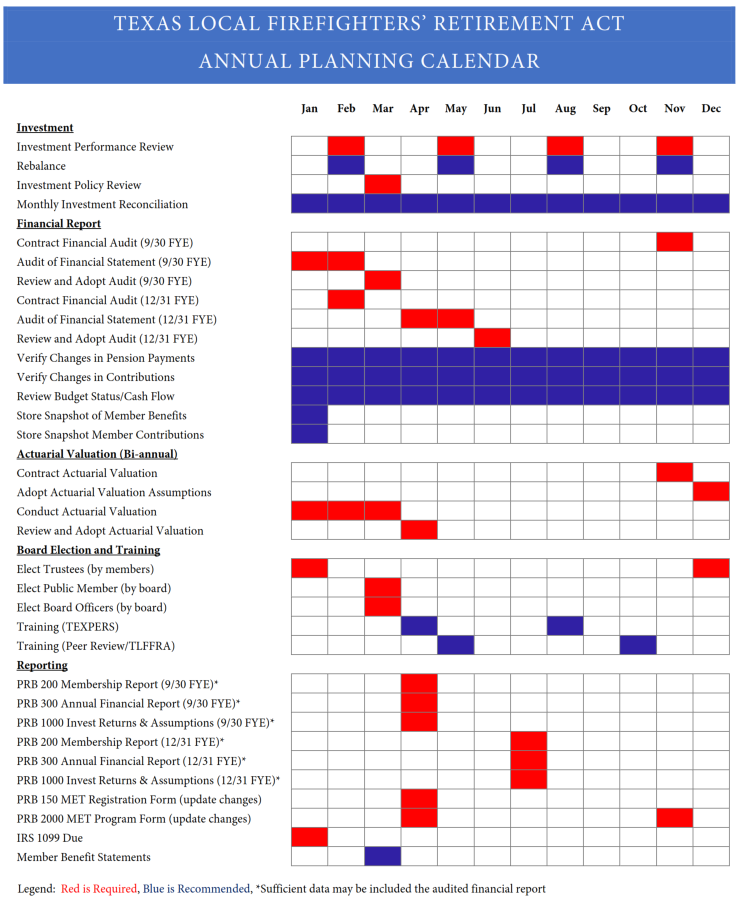 TEXAS LOCAL FIREFIGHTERS’ RETIREMENT ACT
ANNUAL PLANNING CALENDAR
Jan Feb Mar Apr May Jun Jul Aug Sep Oct Nov Dec
Investment
Investment Performance Review
Rebalance
Investment Policy Review
Monthly Investment Reconciliation
Financial Report
Contract Financial Audit (9/30 FYE)
Audit of Financial Statement (9/30 FYE)
Review and Adopt Audit (9/30 FYE)
Contract Financial Audit (12/31 FYE)
Audit of Financial Statement (12/31 FYE)
Review and Adopt Audit (12/31 FYE)
Verify Changes in Pension Payments
Verify Changes in Contributions
Review Budget Status/Cash Flow
Store Snapshot of Member Benefits
Store Snapshot Member Contributions
Actuarial Valuation (Bi-annual)
Contract Actuarial Valuation
Adopt Actuarial Valuation Assumptions
Conduct Actuarial Valuation
Review and Adopt Actuarial Valuation
Board Election and Training
Elect Trustees (by members)
Elect Public Member (by board)
Elect Board Officers (by board)
Training (TEXPERS)
Training (Peer Review/TLFFRA)
Reporting
PRB 200 Membership Report (9/30 FYE)*
PRB 300 Annual Financial Report (9/30 FYE)*
PRB 1000 Invest Returns & Assumptions (9/30 FYE)*
PRB 200 Membership Report (12/31 FYE)*
PRB 300 Annual Financial Report (12/31 FYE)*
PRB 1000 Invest Returns & Assumptions (12/31 FYE)*
PRB 150 MET Registration Form (update changes)
PRB 2000 MET Program Form (update changes)
IRS 1099 Due
Member Benefit Statements
Legend: Red is Required, Blue is Recommended, *Sufficient data may be included the audited financial report